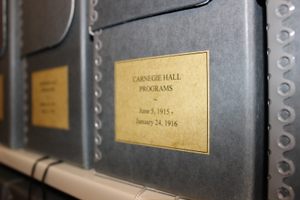 CARNEGIE HALL
PROGRAMS
~
June 5, 1915 -
January 24, 1916